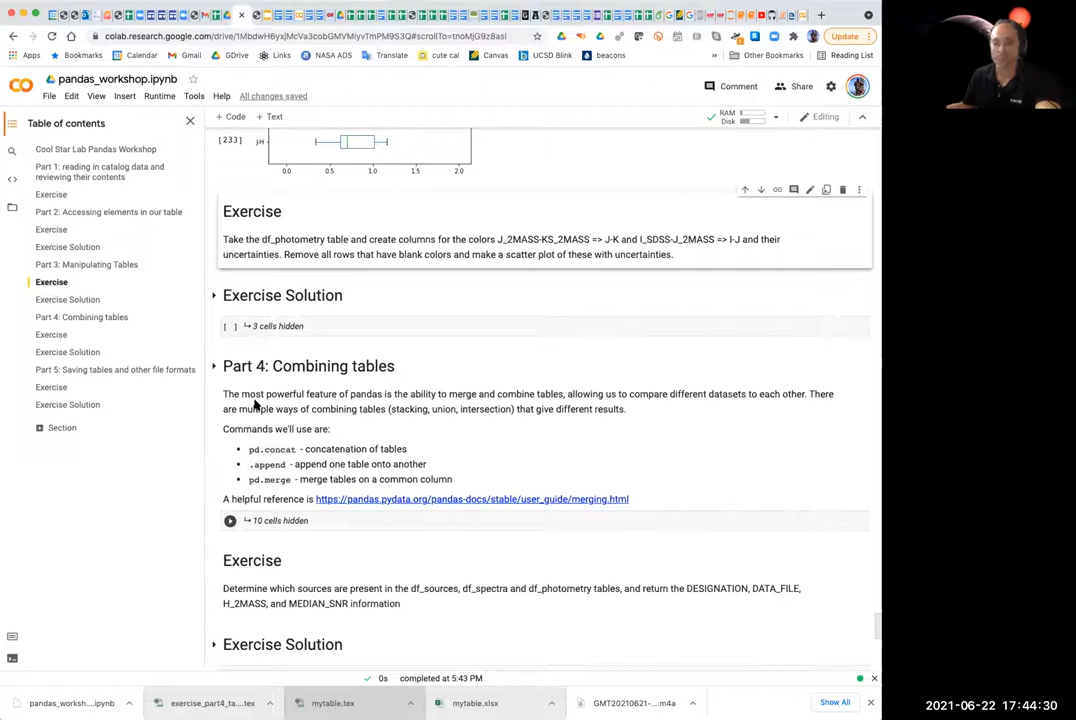 colab.research.google.com/drive/1MbdwH6yxjMcVa3cobGMVMiyvTmPM9S3Q#scrollTo=tnoMjG9z8asI
Update
Apps
Bookmarks
Calendar
GDrive
Links
NASA ADS
Translate
cute cal
Canvas
UCSD Blink
beacons
»
Other Bookmarks
Reading List
pandas_workshop.ipynb
File Edit View Insert Runtime Tools Help All changes saved
Comment
Share
Table of contents
+ Code + Text
RAM
Disk
Editing
Cool Star Lab Pandas Workshop
Part 1: reading in catalog data and
reviewing their contents
Exercise
Part 2: Accessing elements in our table
Exercise
Exercise Solution
Part 3: Manipulating Tables
Exercise
Exercise Solution
Part 4: Combining tables
Exercise
Exercise Solution
Part 5: Saving tables and other file formats
Exercise
Exercise Solution
Section
[233]
0.0 0.5 1.0 1.5 2.0
Exercise
Take the df_photometry table and create columns for the colors J_2MASS-KS_2MASS => J-K and I_SDSS-J_2MASS => I-J and their
uncertainties. Remove all rows that have blank colors and make a scatter plot of these with uncertainties.
Exercise Solution
[ ] ↳ 3 cells hidden
Part 4: Combining tables
The most powerful feature of pandas is the ability to merge and combine tables, allowing us to compare different datasets to each other. There
are multiple ways of combining tables (stacking, union, intersection) that give different results.
Commands we'll use are:
• pd.concat - concatenation of tables
• .append - append one table onto another
• pd.merge - merge tables on a common column
A helpful reference is https://pandas.pydata.org/pandas-docs/stable/user_guide/merging.html
↳ 10 cells hidden
Exercise
Determine which sources are present in the df_sources, df_spectra and df_photometry tables, and return the DESIGNATION, DATA_FILE,
H_2MASS, and MEDIAN_SNR information
Exercise Solution
0s completed at 5:43 PM
pandas_worksh....ipynb
exercise_part4_ta....tex
mytable.tex
mytable.xlsx
GMT20210621-....m4a
Show All
2021-06-22 17:44:30